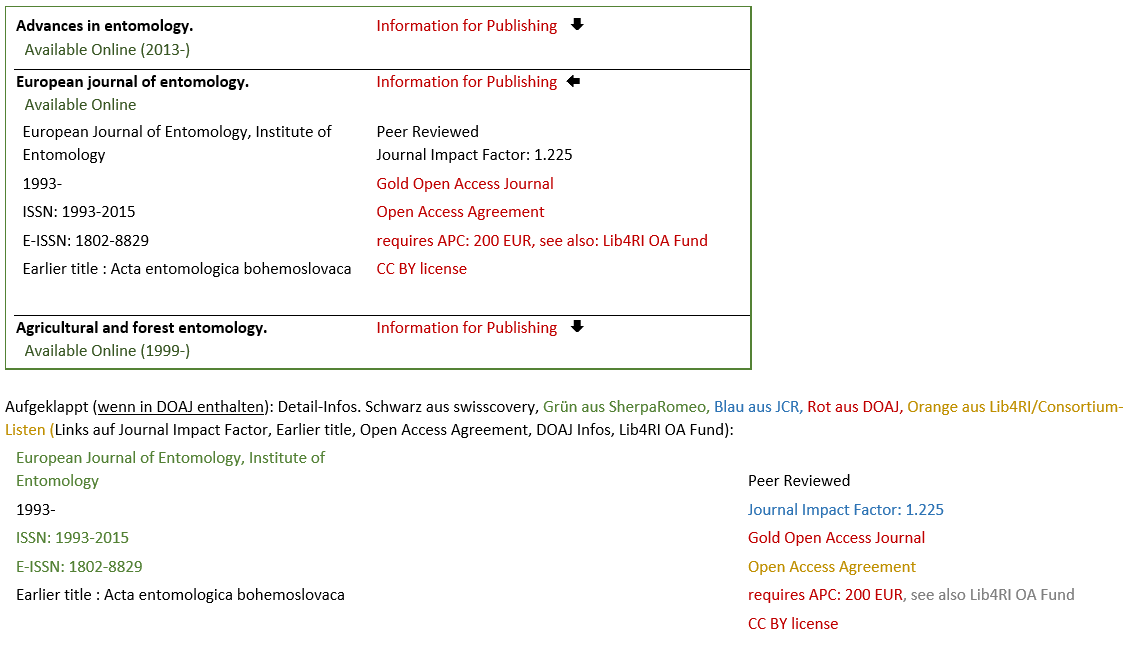 Advances in entomology. Information for Publishing
Available Online (2013-)
European journal of entomology. Information for Publishing
Available Online
European Journal of Entomology, Institute of Entomology
Peer Reviewed
Journal Impact Factor: 1.225
1993- Gold Open Access Journal
ISSN: 1993-2015 Open Access Agreement
E-ISSN: 1802-8829 requires APC: 200 EUR, see also: Lib4RI OA Fund
Earlier title : Acta entomologica bohemoslovaca CC BY license
Agricultural and forest entomology. Information for Publishing
Available Online (1999-)
Aufgeklappt (wenn in DOAJ enthalten): Detail-Infos. Schwarz aus swisscovery, Grün aus SherpaRomeo, Blau aus JCR, Rot aus DOAJ, Orange aus Lib4RI/Consortium-
Listen (Links auf Journal Impact Factor, Earlier title, Open Access Agreement, DOAJ Infos, Lib4RI OA Fund):
European Journal of Entomology, Institute of
Entomology Peer Reviewed
1993- Journal Impact Factor: 1.225
ISSN: 1993-2015 Gold Open Access Journal
E-ISSN: 1802-8829 Open Access Agreement
Earlier title : Acta entomologica bohemoslovaca requires APC: 200 EUR, see also Lib4RI OA Fund
CC BY license